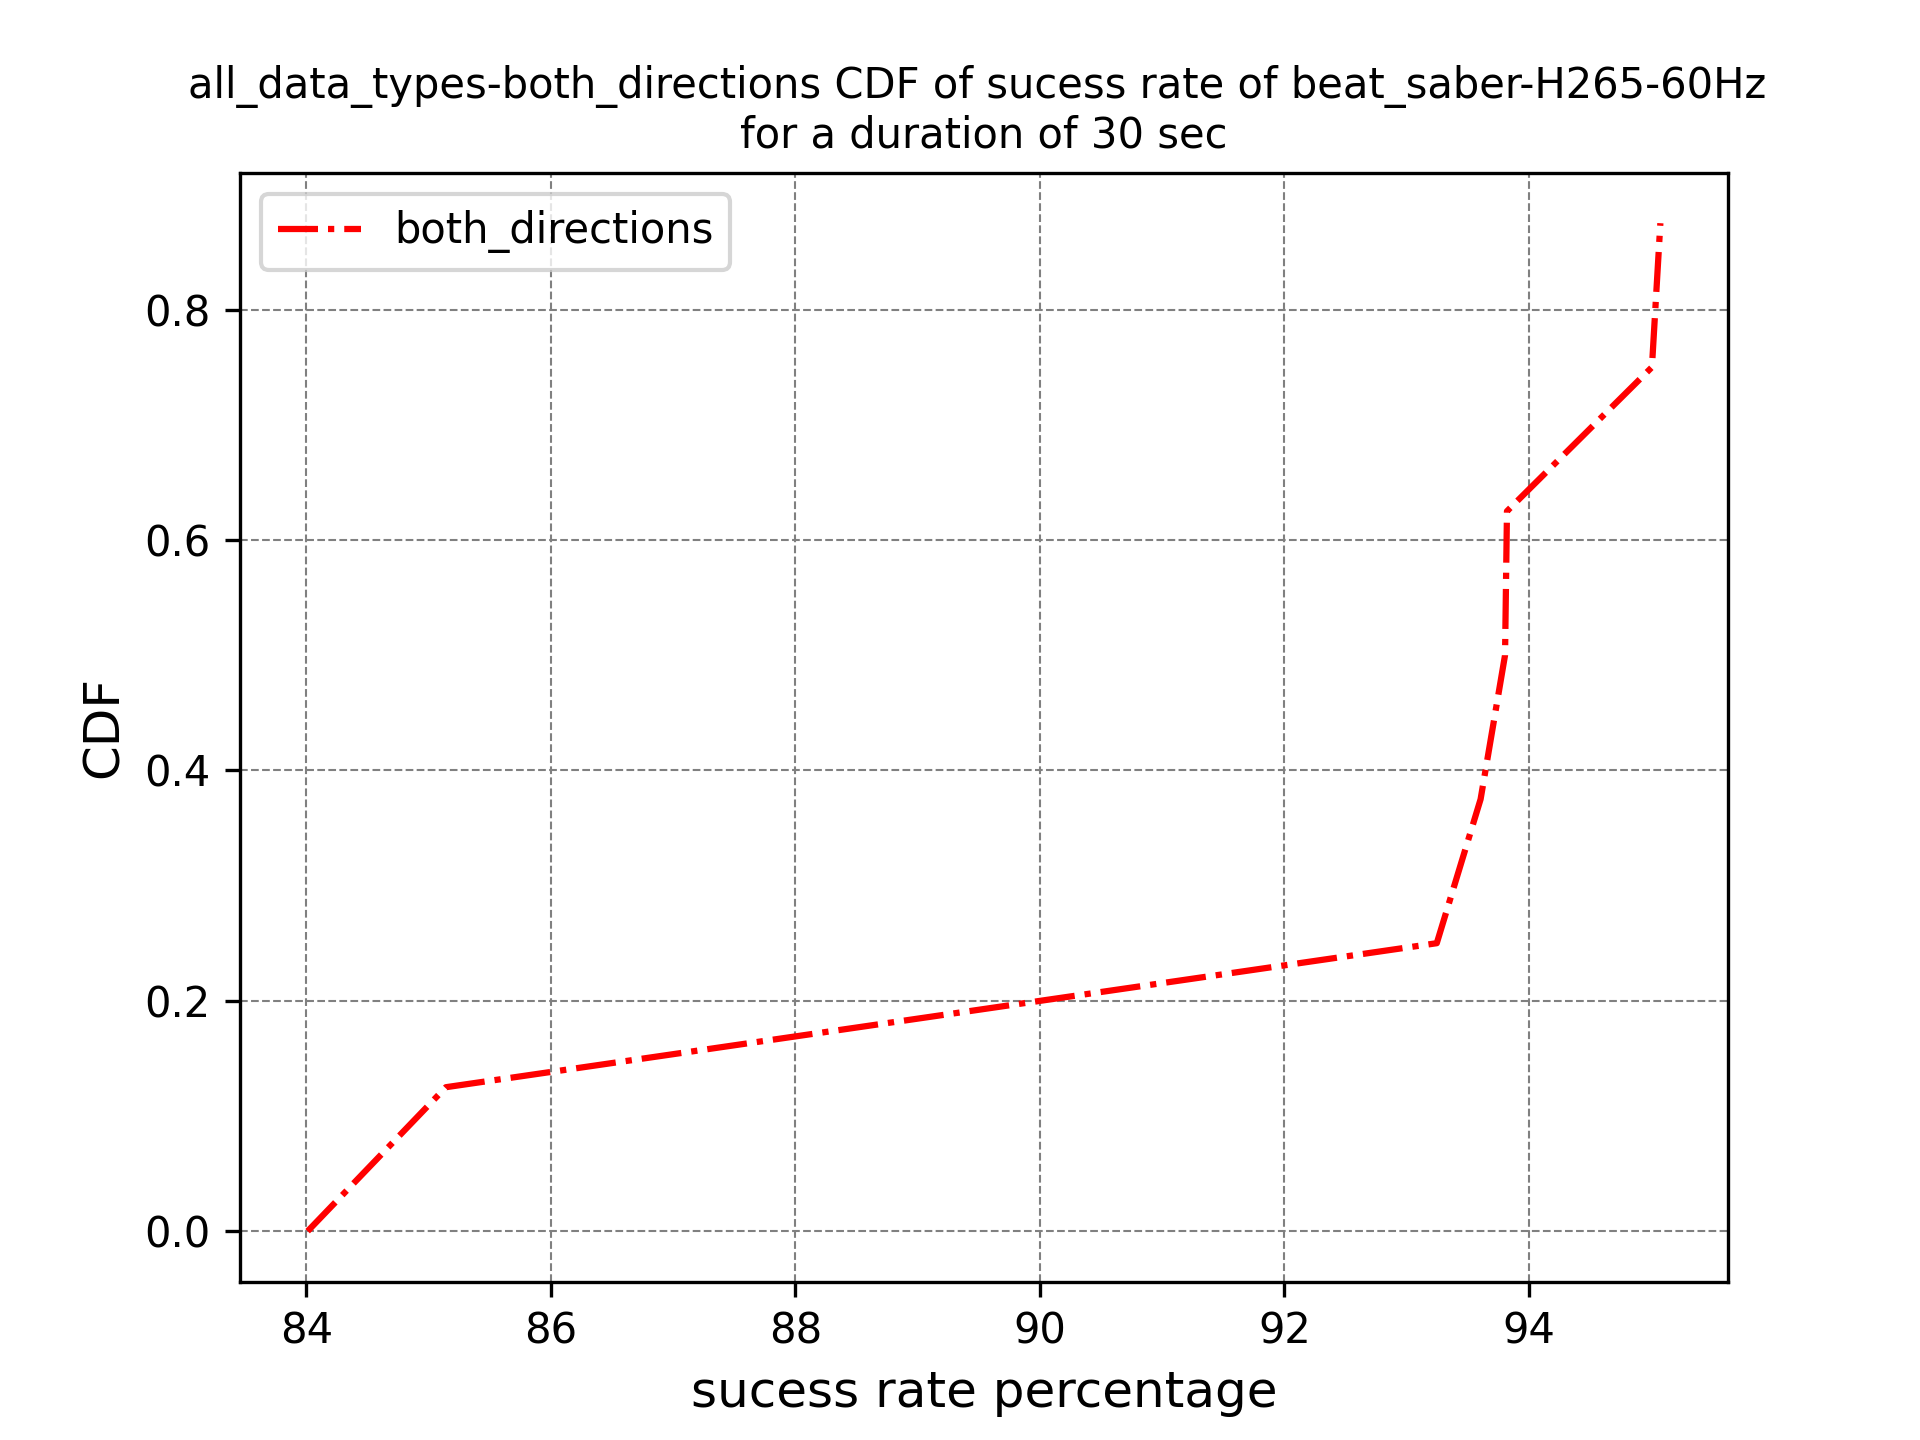 all_data_types-both_directions CDF of sucess rate of beat_saber-H265-60Hz
for a duration of 30 sec
both_directions
0.8
0.6
0.4
0.2
0.0
CDF
84 86 88 90 92 94
sucess rate percentage